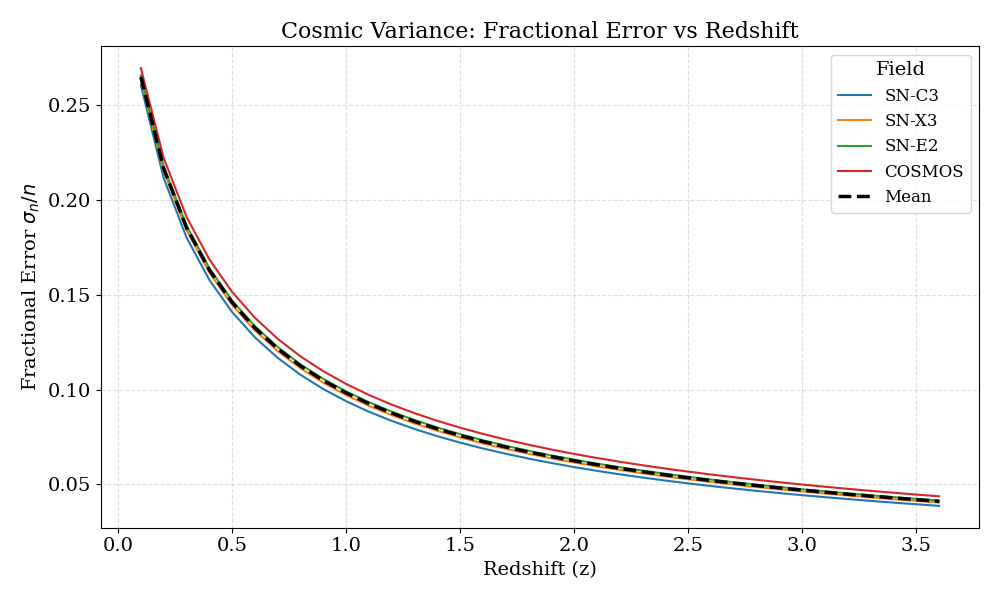 Cosmic Variance: Fractional Error vs Redshift
Field
SN-C3
SN-X3
SN-E2
COSMOS
Mean
Fractional Error σₙ/n
0.25
0.20
0.15
0.10
0.05
0.0 0.5 1.0 1.5 2.0 2.5 3.0 3.5
Redshift (z)